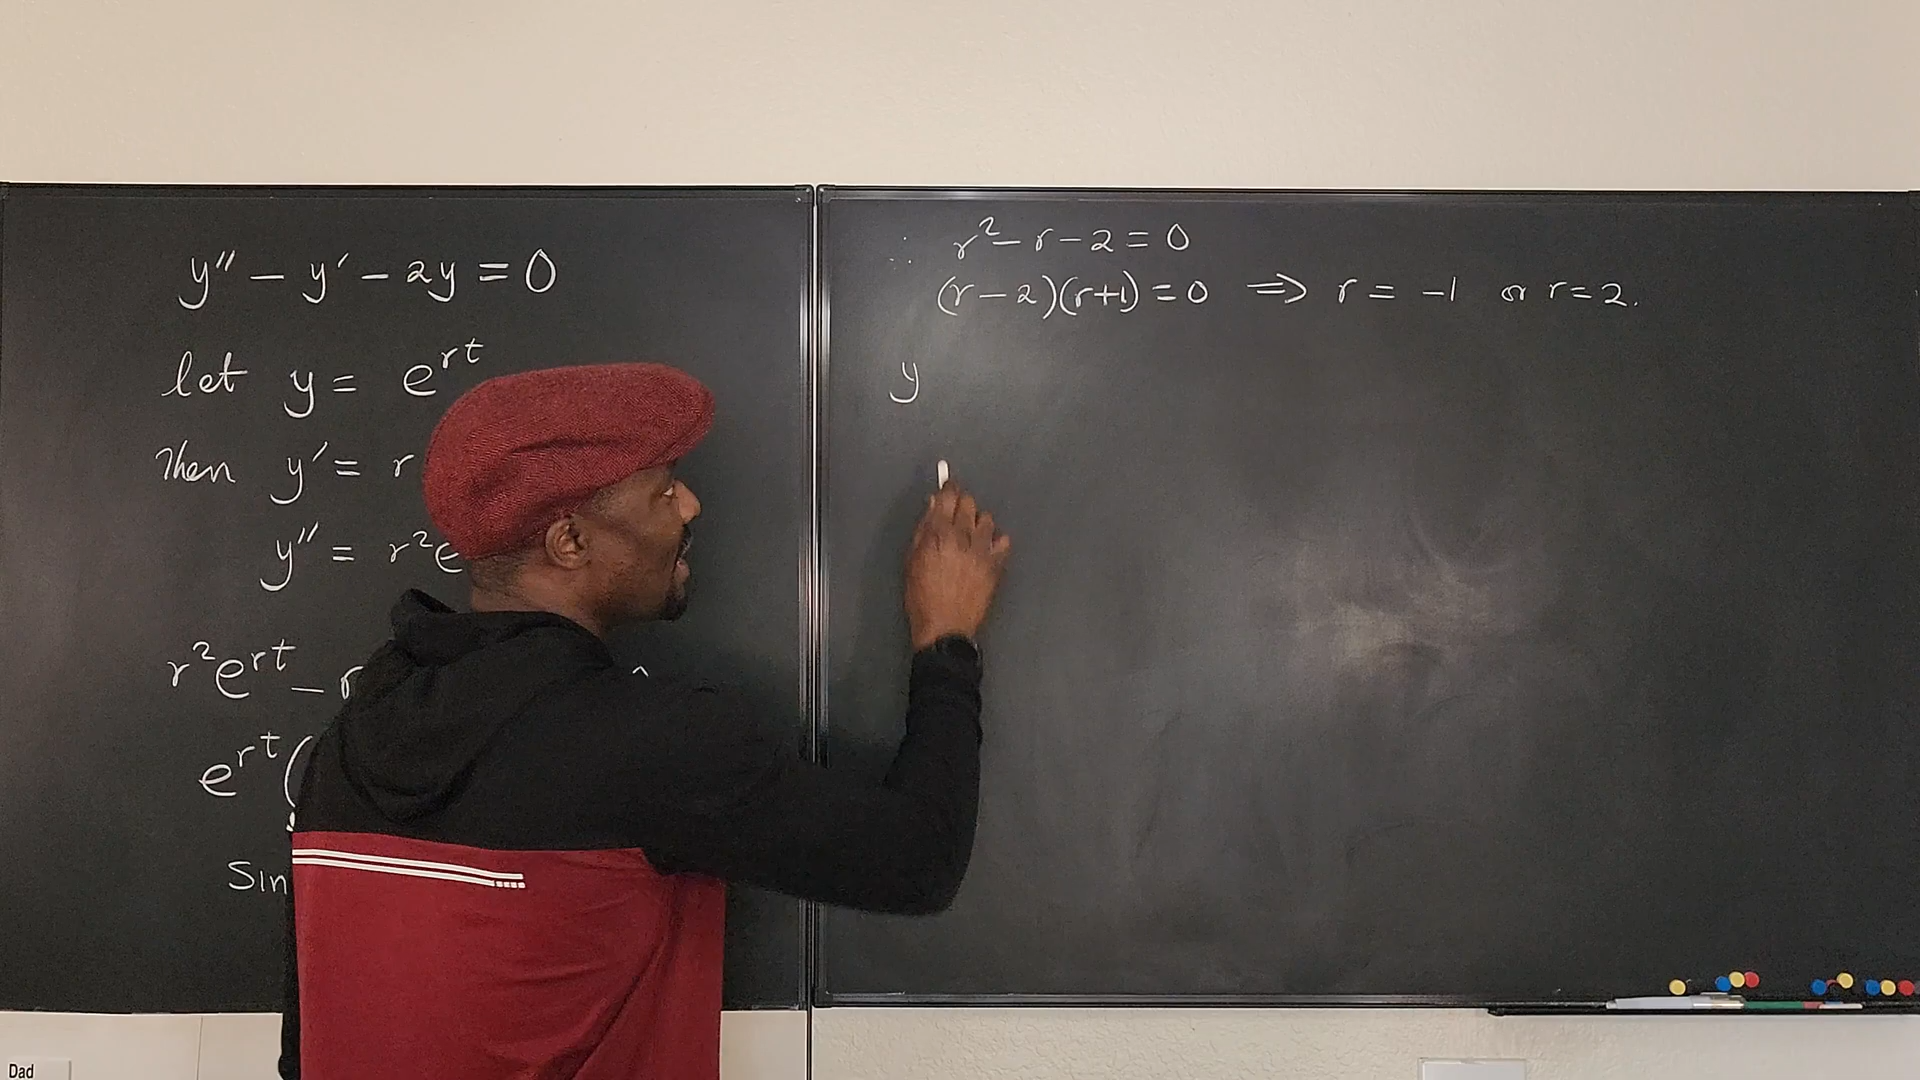 y'' − y' − 2y = 0
let y = e^{rt}
Then y' = r
y'' = r²e
r²e^{rt} − r
e^{rt}(
Sin
∴ r² − r − 2 = 0
(r − 2)(r+1) = 0 ⟹ r = −1 or r = 2.
y
Dad